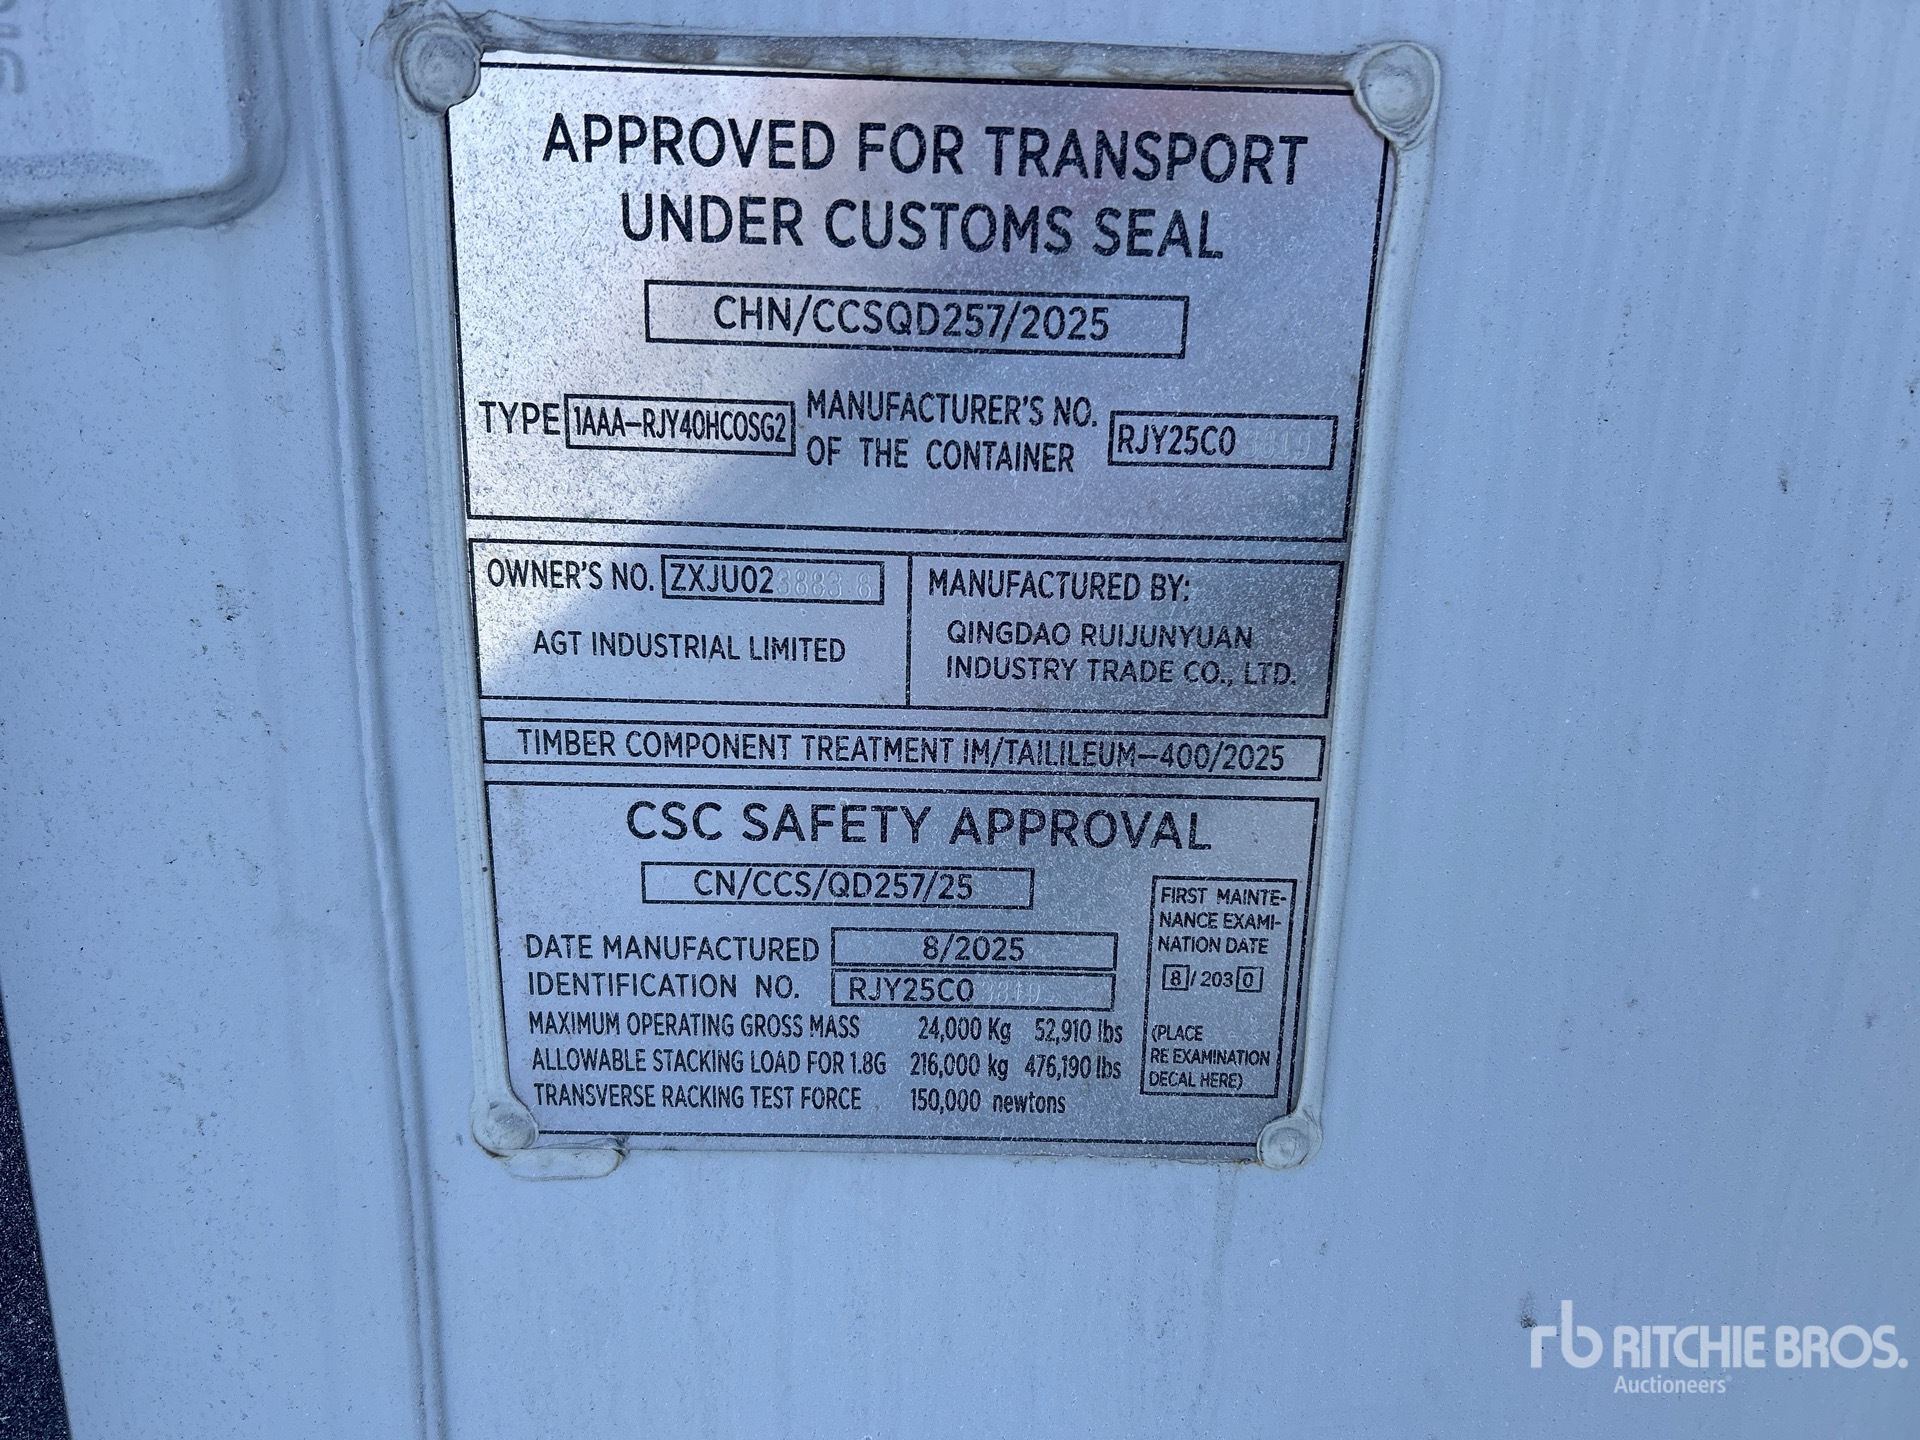 APPROVED FOR TRANSPORT
UNDER CUSTOMS SEAL
CHN/CCSQD257/2025
TYPE 1AAA-RJY40HCOSG2 MANUFACTURER'S NO. OF THE CONTAINER RJY25C0
OWNER'S NO. ZXJU02 3883 6
AGT INDUSTRIAL LIMITED
MANUFACTURED BY:
QINGDAO RUIJUNYUAN
INDUSTRY TRADE CO., LTD.
TIMBER COMPONENT TREATMENT IM/TAILILEUM-400/2025
CSC SAFETY APPROVAL
CN/CCS/QD257/25
DATE MANUFACTURED 8/2025
IDENTIFICATION NO. RJY25C0
MAXIMUM OPERATING GROSS MASS 24,000 Kg 52,910 lbs
ALLOWABLE STACKING LOAD FOR 1.8G 216,000 kg 476,190 lbs
TRANSVERSE RACKING TEST FORCE 150,000 newtons
FIRST MAINTE-
NANCE EXAMI-
NATION DATE
8/2030
(PLACE
RE EXAMINATION
DECAL HERE)
rb RITCHIE BROS.
Auctioneers